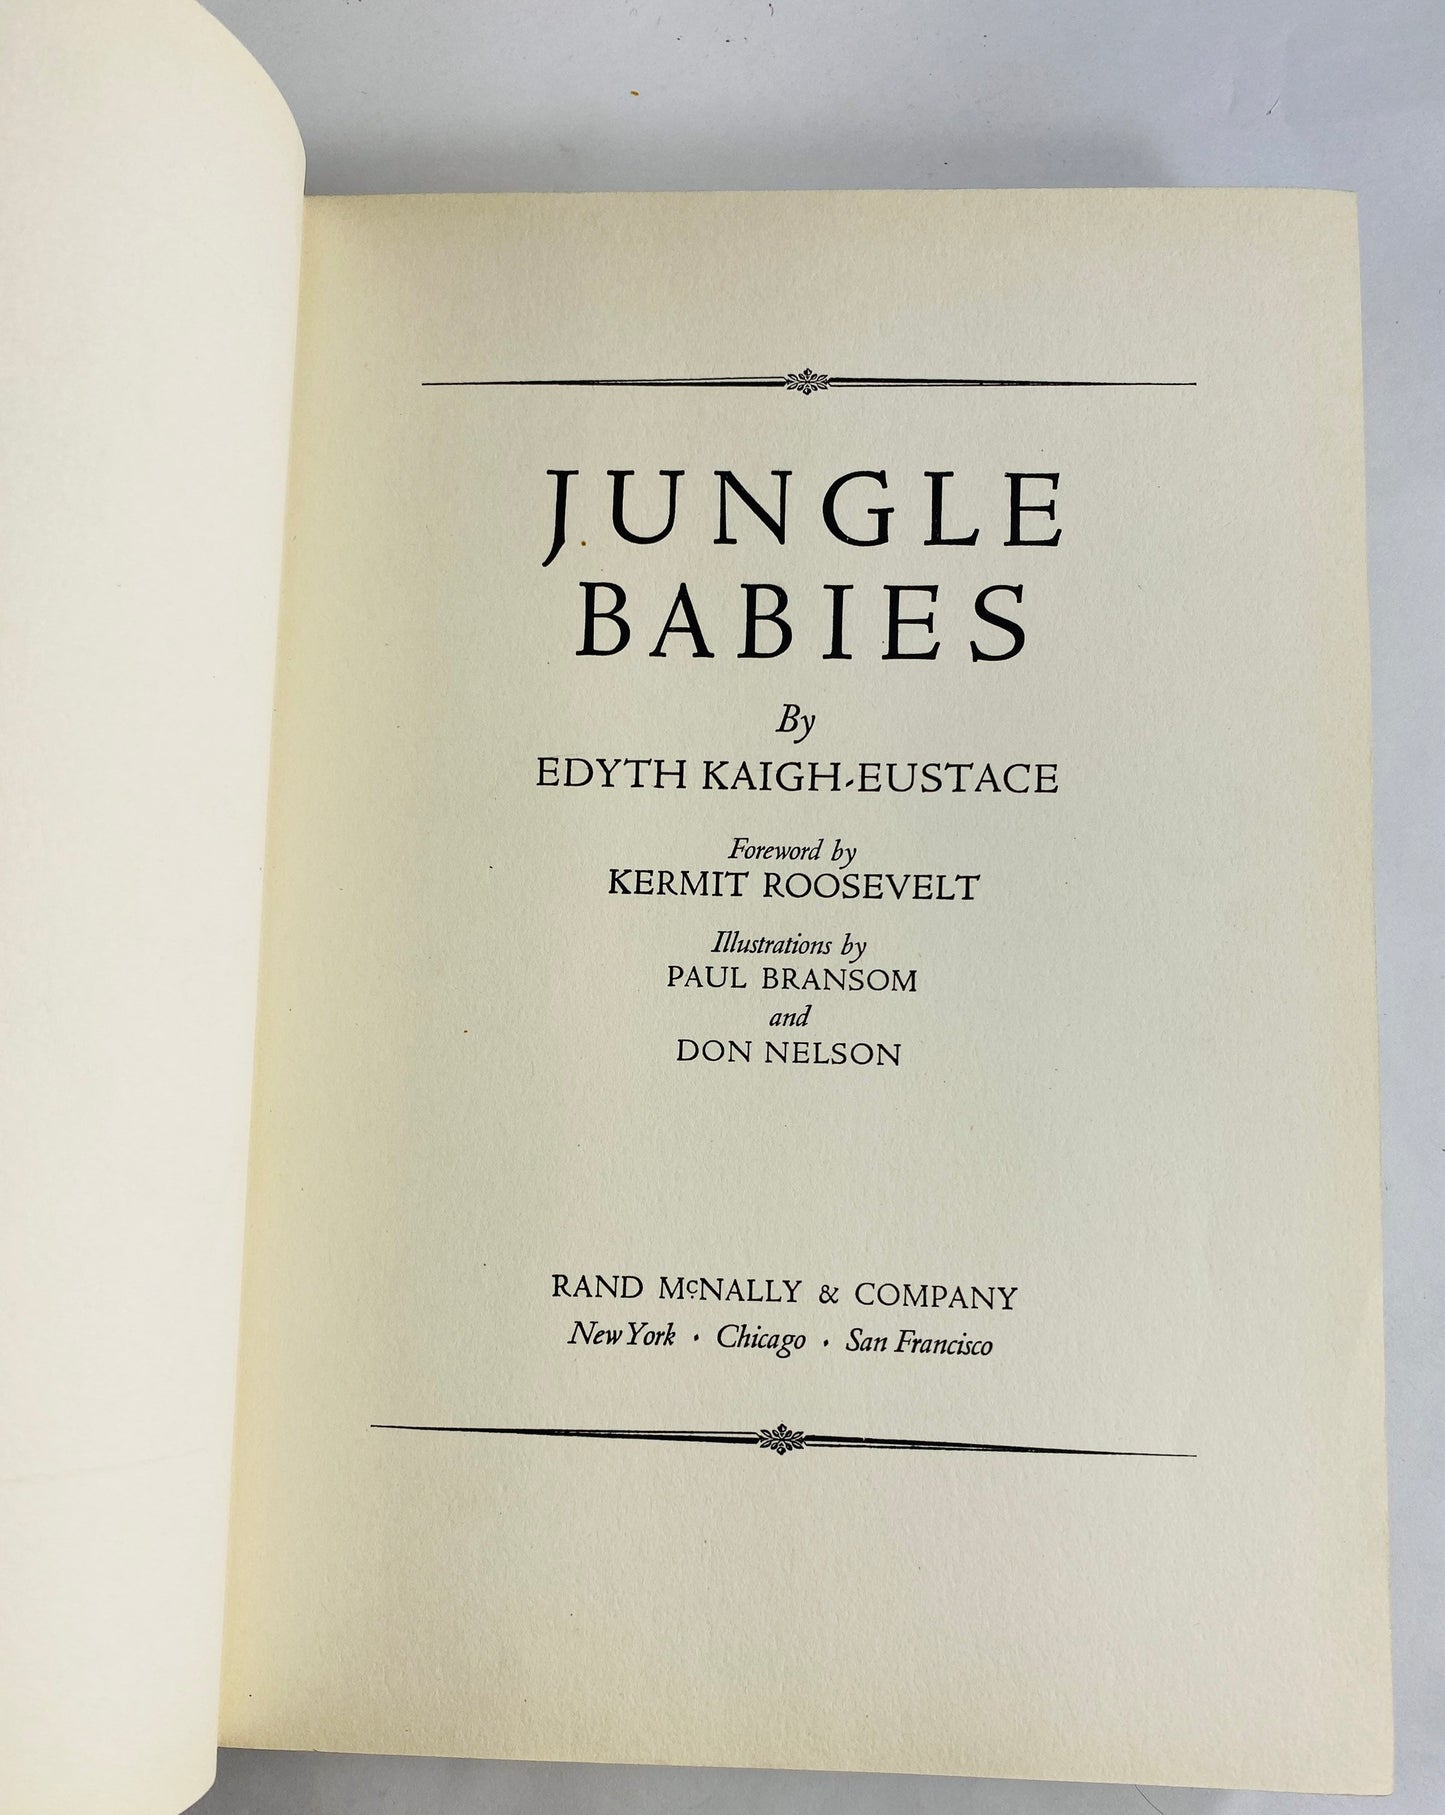 JUNGLE
BABIES
By
EDYTH KAIGH-EUSTACE
Foreword by
KERMIT ROOSEVELT
Illustrations by
PAUL BRANSOM
and
DON NELSON
RAND McNALLY & COMPANY
New York · Chicago · San Francisco